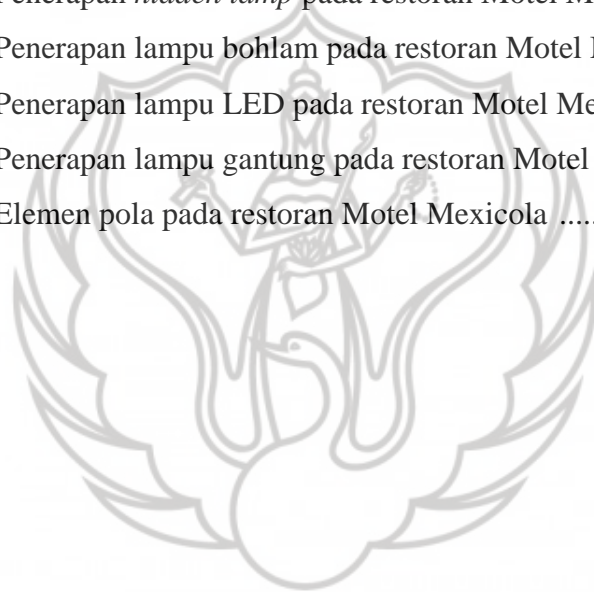 Penerapan hidden lamp pada restoran Motel M
Penerapan lampu bohlam pada restoran Motel
Penerapan lampu LED pada restoran Motel Me
Penerapan lampu gantung pada restoran Motel
Elemen pola pada restoran Motel Mexicola .....